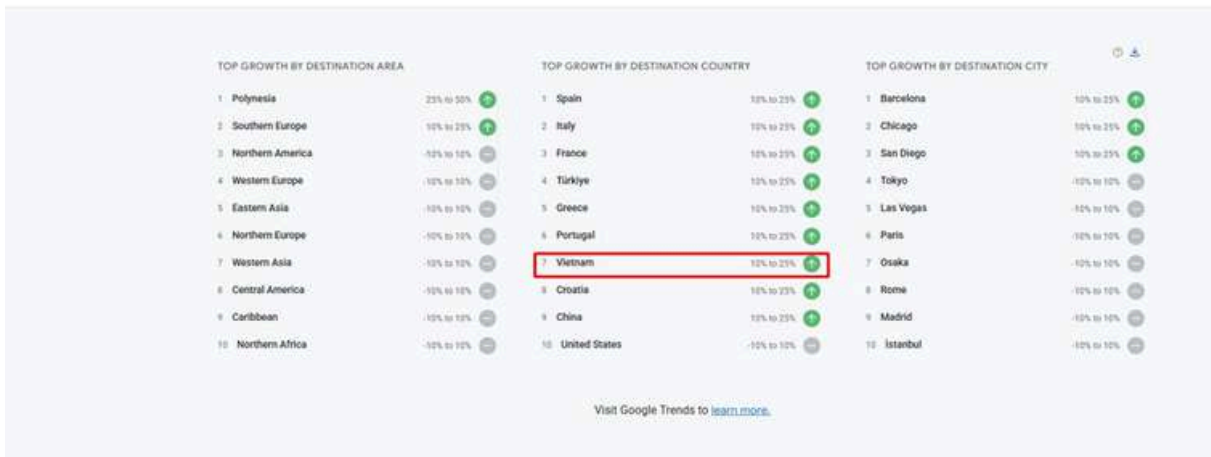 TOP GROWTH BY DESTINATION AREA
1 Polynesia 25% to 50%
2 Southern Europe 10% to 25%
3 Northern America -10% to 10%
4 Western Europe -10% to 10%
5 Eastern Asia -10% to 10%
6 Northern Europe -10% to 10%
7 Western Asia -10% to 10%
8 Central America -10% to 10%
9 Caribbean -10% to 10%
10 Northern Africa -10% to 10%
TOP GROWTH BY DESTINATION COUNTRY
1 Spain 10% to 25%
2 Italy 10% to 25%
3 France 10% to 25%
4 Türkiye 10% to 25%
5 Greece 10% to 25%
6 Portugal 10% to 25%
7 Vietnam 10% to 25%
8 Croatia 10% to 25%
9 China 10% to 25%
10 United States -10% to 10%
TOP GROWTH BY DESTINATION CITY
1 Barcelona 10% to 25%
2 Chicago 10% to 25%
3 San Diego 10% to 25%
4 Tokyo -10% to 10%
5 Las Vegas -10% to 10%
6 Paris -10% to 10%
7 Osaka -10% to 10%
8 Rome -10% to 10%
9 Madrid -10% to 10%
10 İstanbul -10% to 10%
Visit Google Trends to learn more.